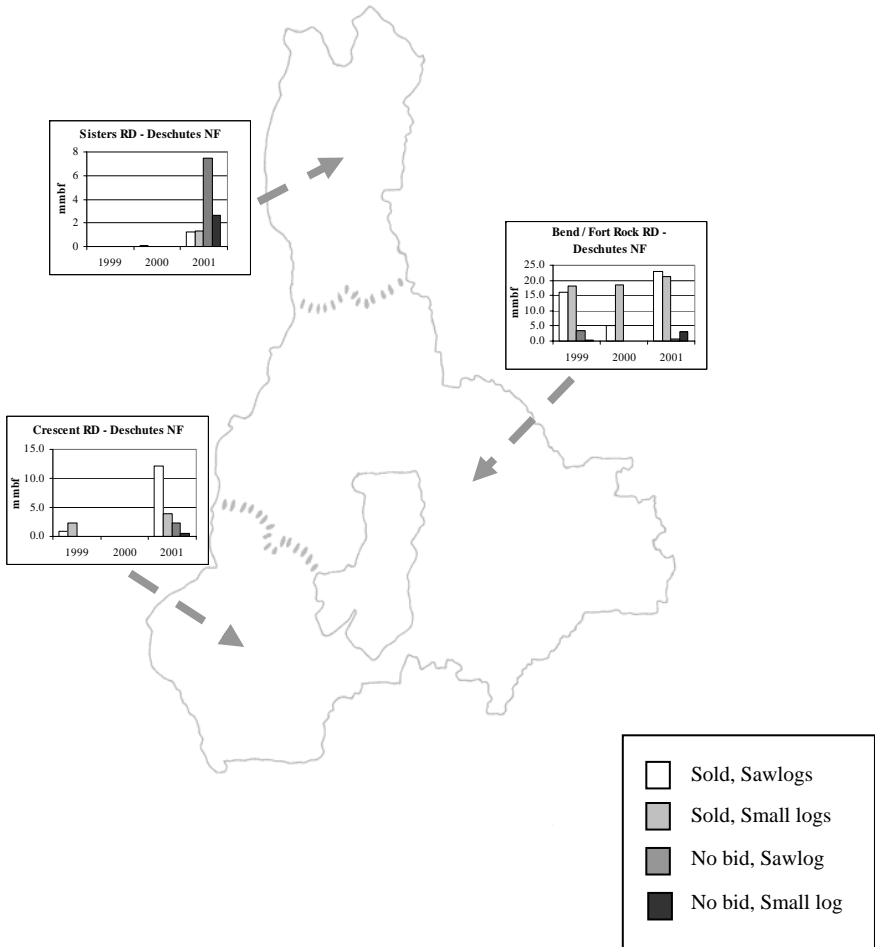 Sisters RD - Deschutes NF
8
6
4
2
0
mmbf
1999 2000 2001
Bend / Fort Rock RD -
Deschutes NF
25.0
20.0
15.0
10.0
5.0
0.0
mmbf
1999 2000 2001
Crescent RD - Deschutes NF
15.0
10.0
5.0
0.0
mmbf
1999 2000 2001
Sold, Sawlogs
Sold, Small logs
No bid, Sawlog
No bid, Small log